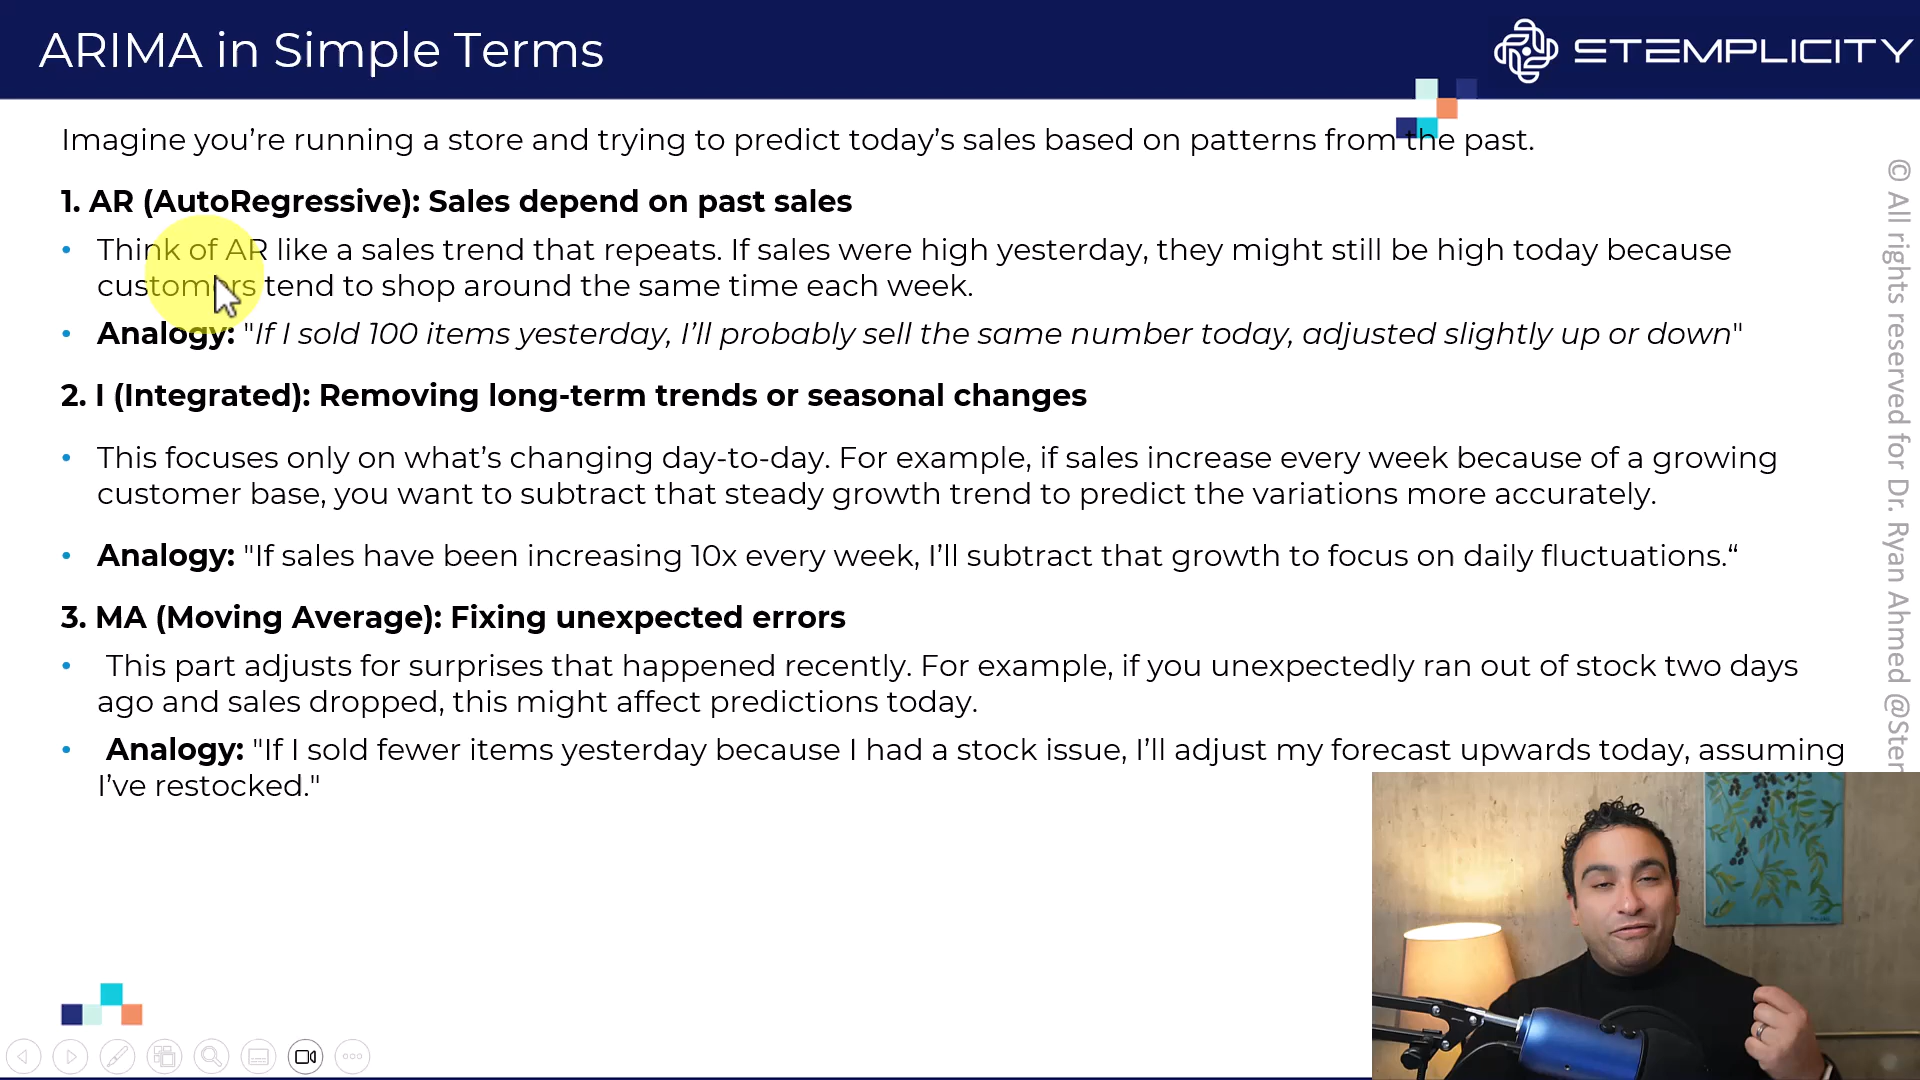 ARIMA in Simple Terms
STEMPLICITY
Imagine you’re running a store and trying to predict today’s sales based on patterns from the past.
1. AR (AutoRegressive): Sales depend on past sales
• Think of AR like a sales trend that repeats. If sales were high yesterday, they might still be high today because
customers tend to shop around the same time each week.
• Analogy: "If I sold 100 items yesterday, I’ll probably sell the same number today, adjusted slightly up or down"
2. I (Integrated): Removing long-term trends or seasonal changes
• This focuses only on what’s changing day-to-day. For example, if sales increase every week because of a growing
customer base, you want to subtract that steady growth trend to predict the variations more accurately.
• Analogy: "If sales have been increasing 10x every week, I’ll subtract that growth to focus on daily fluctuations.“
3. MA (Moving Average): Fixing unexpected errors
• This part adjusts for surprises that happened recently. For example, if you unexpectedly ran out of stock two days
ago and sales dropped, this might affect predictions today.
• Analogy: "If I sold fewer items yesterday because I had a stock issue, I’ll adjust my forecast upwards today, assuming
I’ve restocked."
© All rights reserved for Dr. Ryan Ahmed @Ste